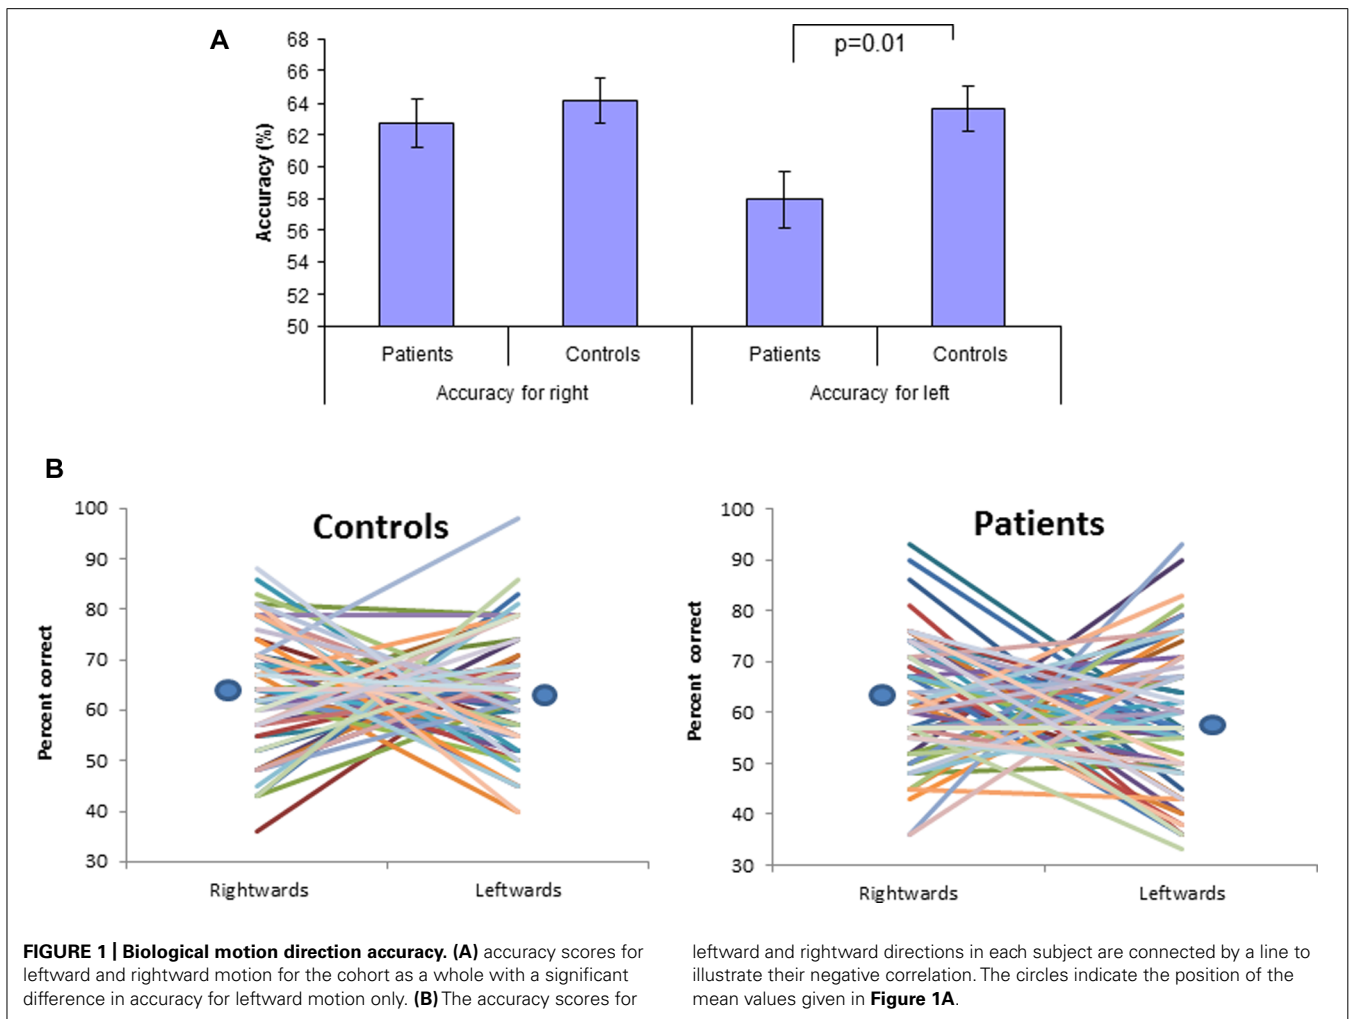 A
p=0.01
68
66
64
62
60
58
56
54
52
50
Accuracy (%)
Patients
Controls
Patients
Controls
Accuracy for right
Accuracy for left
B
Controls
100
90
80
70
60
50
40
30
Percent correct
Rightwards
Leftwards
Patients
100
90
80
70
60
50
40
30
Percent correct
Rightwards
Leftwards
FIGURE 1 | Biological motion direction accuracy. (A) accuracy scores for
leftward and rightward motion for the cohort as a whole with a significant
difference in accuracy for leftward motion only. (B) The accuracy scores for
leftward and rightward directions in each subject are connected by a line to
illustrate their negative correlation. The circles indicate the position of the
mean values given in Figure 1A.